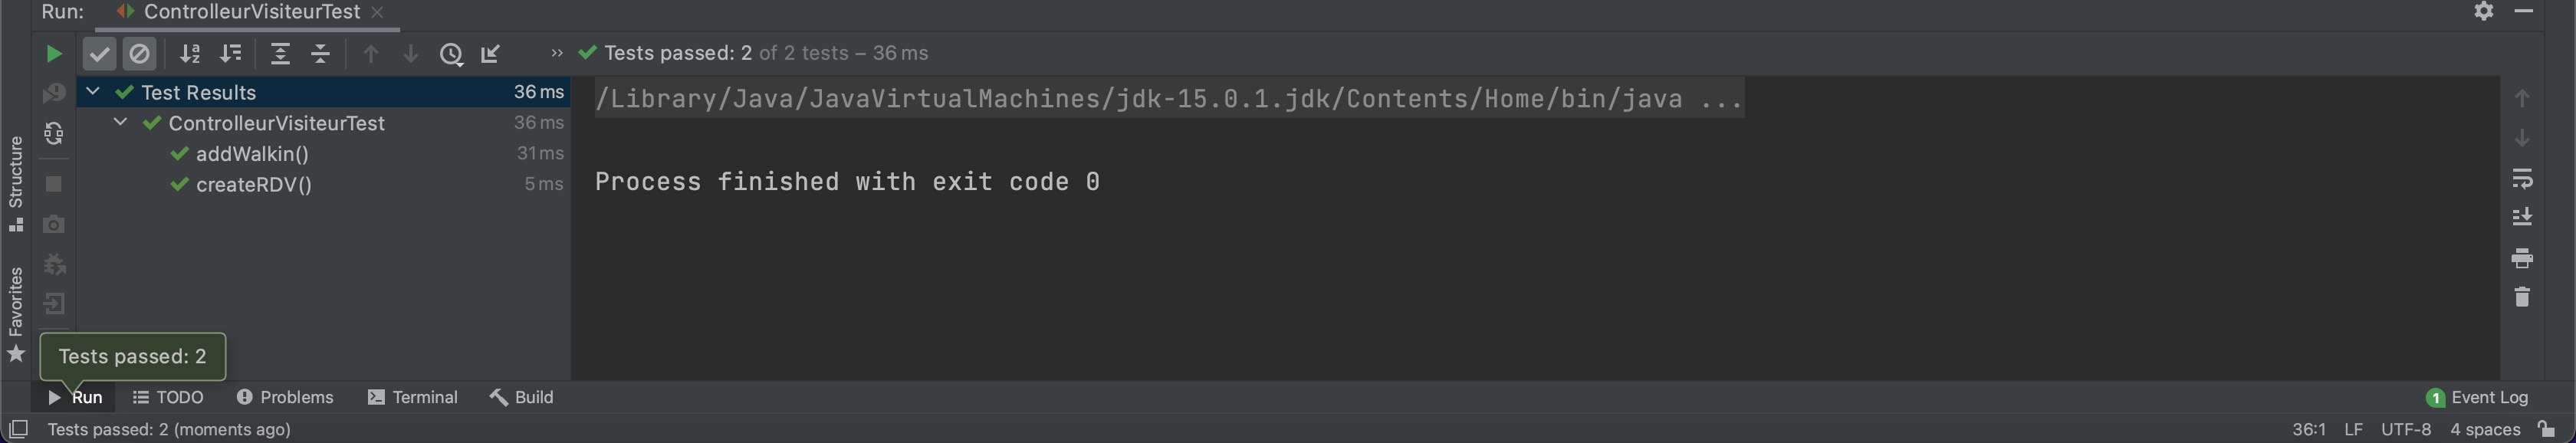 Run: ControlleurVisiteurTest
Tests passed: 2 of 2 tests – 36 ms
Test Results 36 ms
ControlleurVisiteurTest 36 ms
addWalkin() 31 ms
createRDV() 5 ms
/Library/Java/JavaVirtualMachines/jdk-15.0.1.jdk/Contents/Home/bin/java ...
Process finished with exit code 0
Structure
Favorites
Tests passed: 2
Run TODO Problems Terminal Build 1 Event Log
Tests passed: 2 (moments ago) 36:1 LF UTF-8 4 spaces